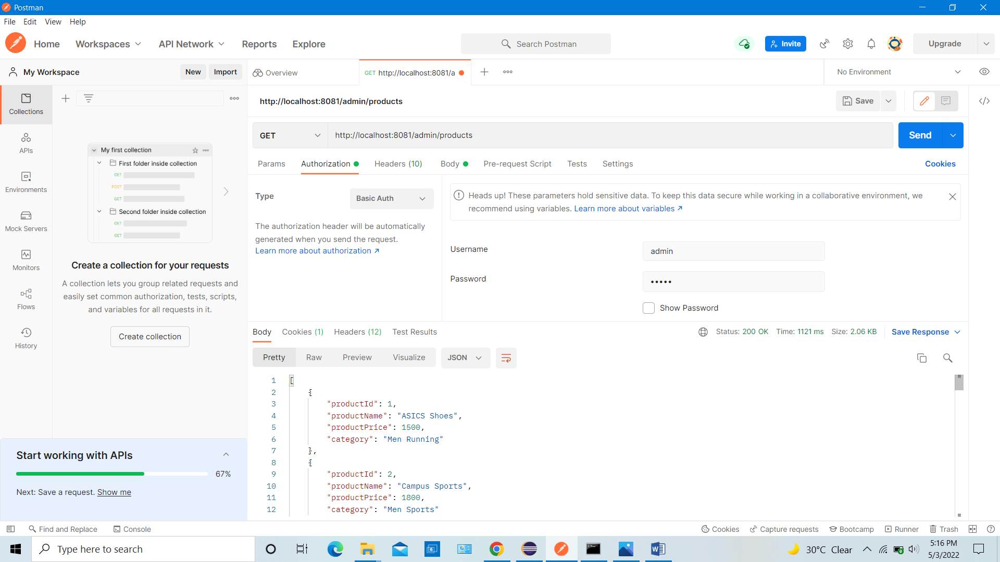 Postman
File Edit View Help
Home Workspaces API Network Reports Explore
Search Postman
Invite
Upgrade
My Workspace
New Import
Overview
GET http://localhost:8081/a
No Environment
Collections
APIs
Environments
Mock Servers
Monitors
Flows
History
My first collection
First folder inside collection
GET
POST
GET
Second folder inside collection
GET
GET
Create a collection for your requests
A collection lets you group related requests and
easily set common authorization, tests, scripts,
and variables for all requests in it.
Create collection
Start working with APIs
67%
Next: Save a request. Show me
http://localhost:8081/admin/products
Save
</>
GET http://localhost:8081/admin/products
Send
Params Authorization Headers (10) Body Pre-request Script Tests Settings
Cookies
Type
Basic Auth
The authorization header will be automatically
generated when you send the request.
Learn more about authorization ↗
Heads up! These parameters hold sensitive data. To keep this data secure while working in a collaborative environment, we
recommend using variables. Learn more about variables ↗
Username
admin
Password
•••••
Show Password
Body Cookies (1) Headers (12) Test Results
Status: 200 OK Time: 1121 ms Size: 2.06 KB
Save Response
Pretty Raw Preview Visualize
JSON
1 [
2 {
3 "productId": 1,
4 "productName": "ASICS Shoes",
5 "productPrice": 1500,
6 "category": "Men Running"
7 },
8 {
9 "productId": 2,
10 "productName": "Campus Sports",
11 "productPrice": 1800,
12 "category": "Men Sports"
Find and Replace Console
Cookies Capture requests Bootcamp Runner Trash
Type here to search
30°C Clear
5:16 PM
5/3/2022